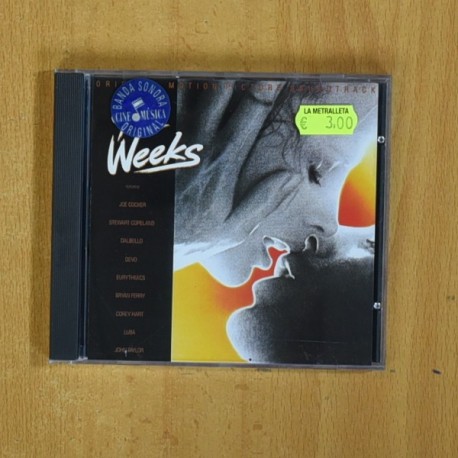 ORIGINAL MOTION PICTURE SOUNDTRACK
BANDA SONORA
CINE MÚSICA
ORIGINAL
LA METRALLETA
€ 3,00
Weeks
JOE COCKER
STEWART COPELAND
DALBELLO
DEVO
EURYTHMICS
BRYAN FERRY
COREY HART
LUBA
JOHN TAYLOR